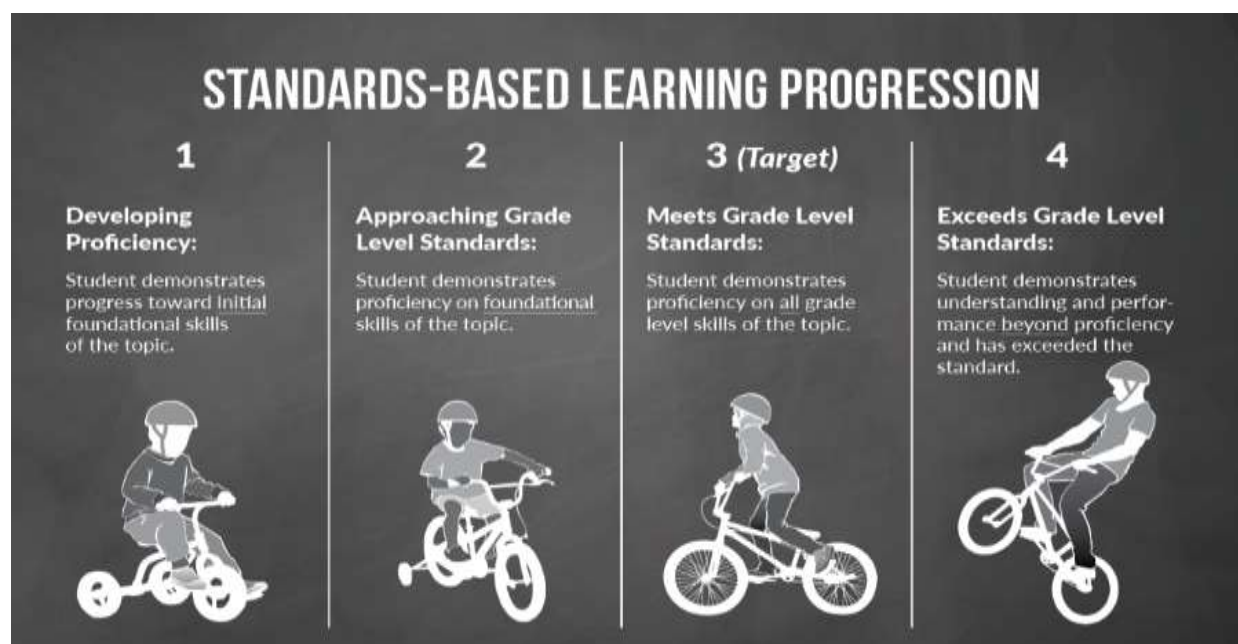 STANDARDS-BASED LEARNING PROGRESSION
1
Developing
Proficiency:
Student demonstrates
progress toward initial
foundational skills
of the topic.
2
Approaching Grade
Level Standards:
Student demonstrates
proficiency on foundational
skills of the topic.
3 (Target)
Meets Grade Level
Standards:
Student demonstrates
proficiency on all grade
level skills of the topic.
4
Exceeds Grade Level
Standards:
Student demonstrates
understanding and perfor-
mance beyond proficiency
and has exceeded the
standard.